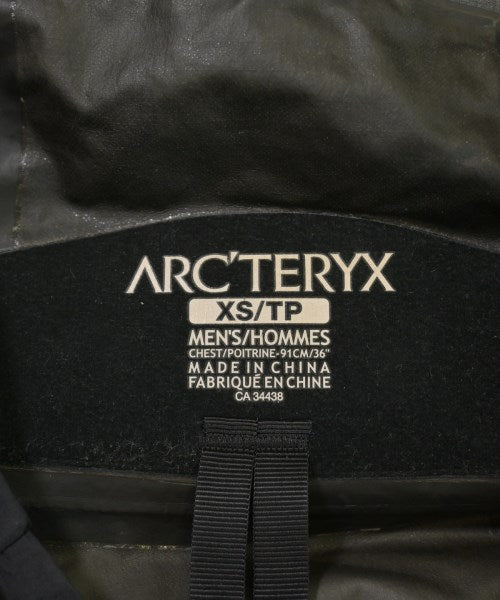 ARC'TERYX
XS/TP
MEN'S/HOMMES
CHEST/POITRINE-91CM/36"
MADE IN CHINA
FABRIQUÉ EN CHINE
CA 34438